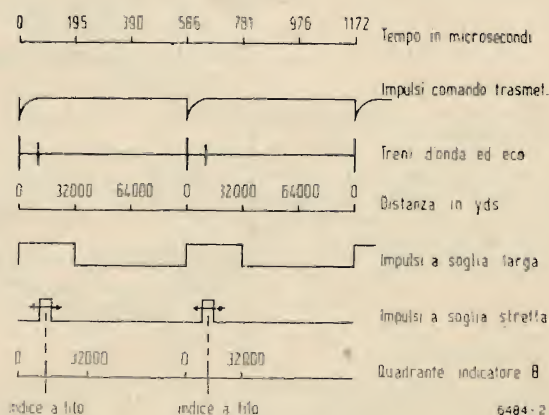 0 195 390 586 781 976 1172
Tempo in microsecondi
Impulsi comando trasmet.
Treni d'onda ed eco
0 32000 64000 0 32000 64000 0
Distanza in yds
Impulsi a soglia larga
Impulsi a soglia stretta
0 32000 0 32000
Quadrante indicatore B
indice a filo indice a filo
6484-2